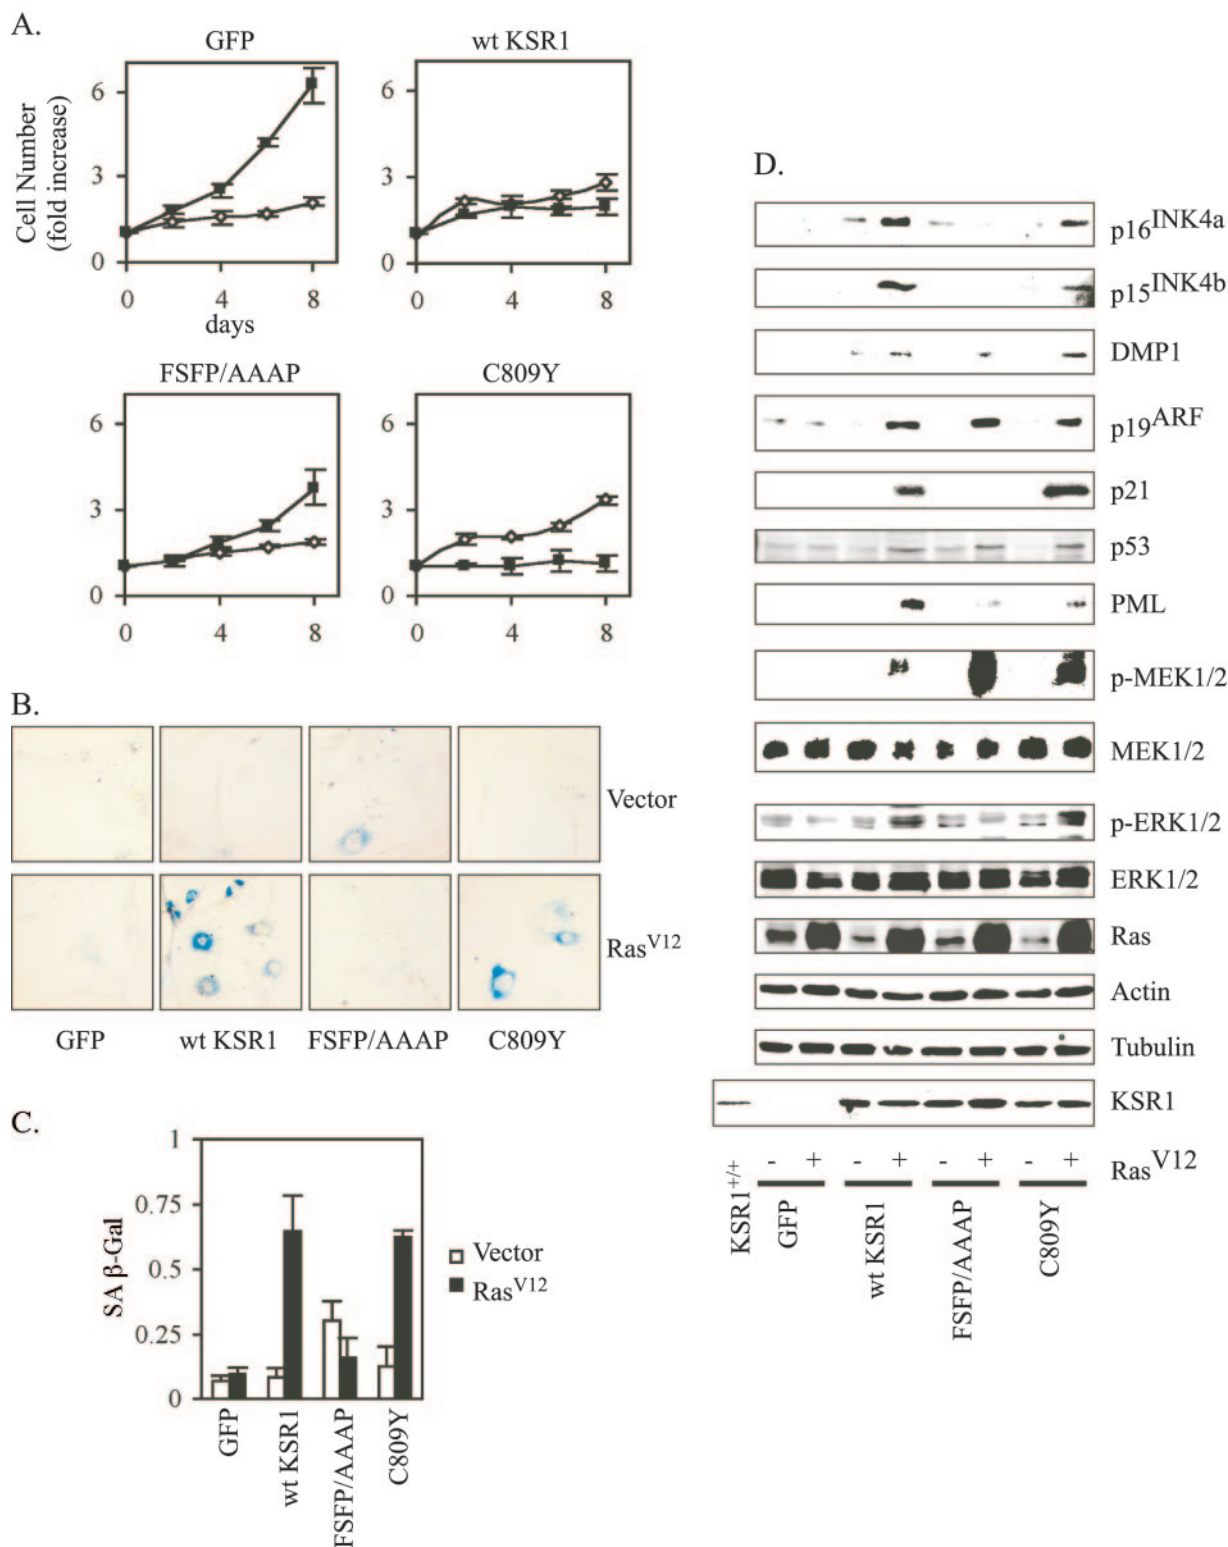 A.
GFP
wt KSR1
Cell Number
(fold increase)
6
3
0
6
3
0
0 4 8
days
0 4 8
FSFP/AAAP
C809Y
6
3
0
6
3
0
0 4 8
0 4 8
B.
Vector
RasV12
GFP wt KSR1 FSFP/AAAP C809Y
C.
SA β-Gal
1
0.75
0.5
0.25
0
Vector
RasV12
GFP
wt KSR1
FSFP/AAAP
C809Y
D.
p16INK4a
p15INK4b
DMP1
p19ARF
p21
p53
PML
p-MEK1/2
MEK1/2
p-ERK1/2
ERK1/2
Ras
Actin
Tubulin
KSR1
- + - + - + - + RasV12
KSR1+/+
GFP
wt KSR1
FSFP/AAAP
C809Y